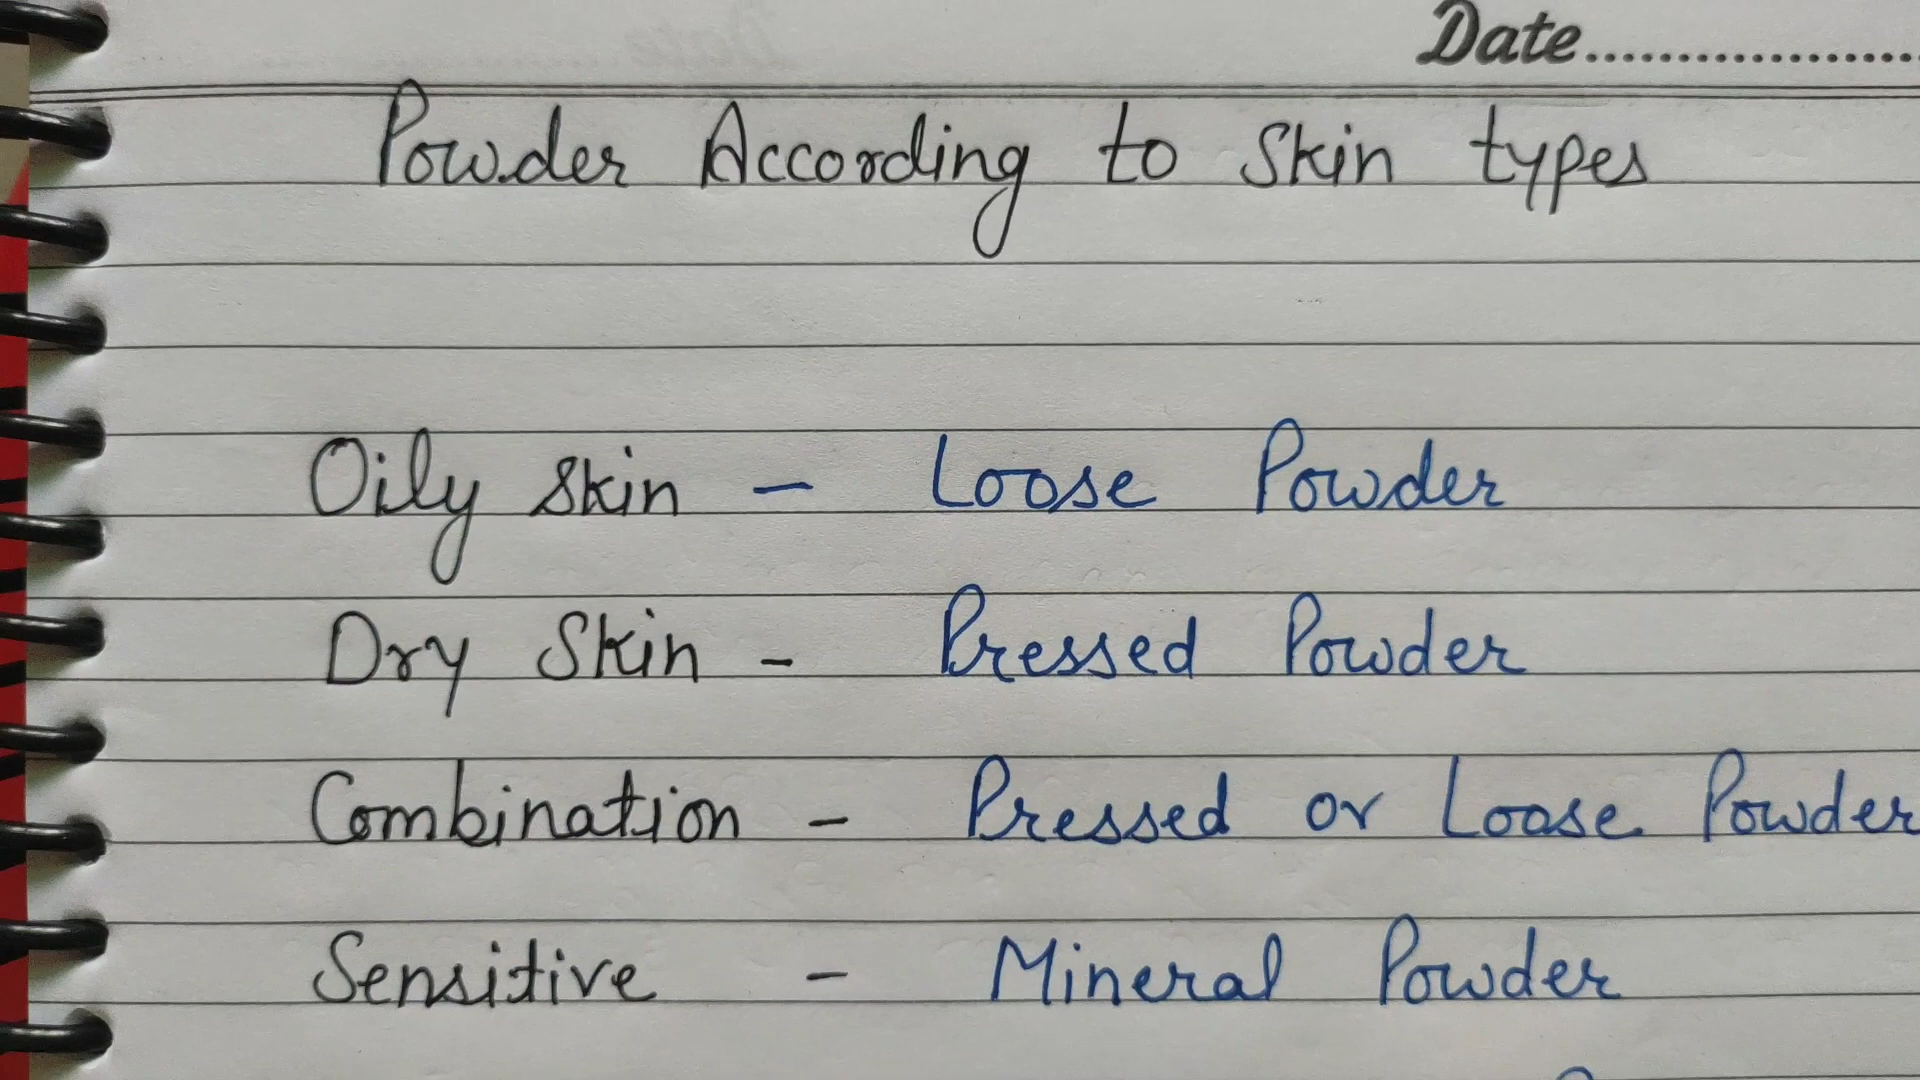 Date....................
Powder According to Skin types
Oily skin - Loose Powder
Dry Skin - Pressed Powder
Combination - Pressed or Loose Powder
Sensitive - Mineral Powder